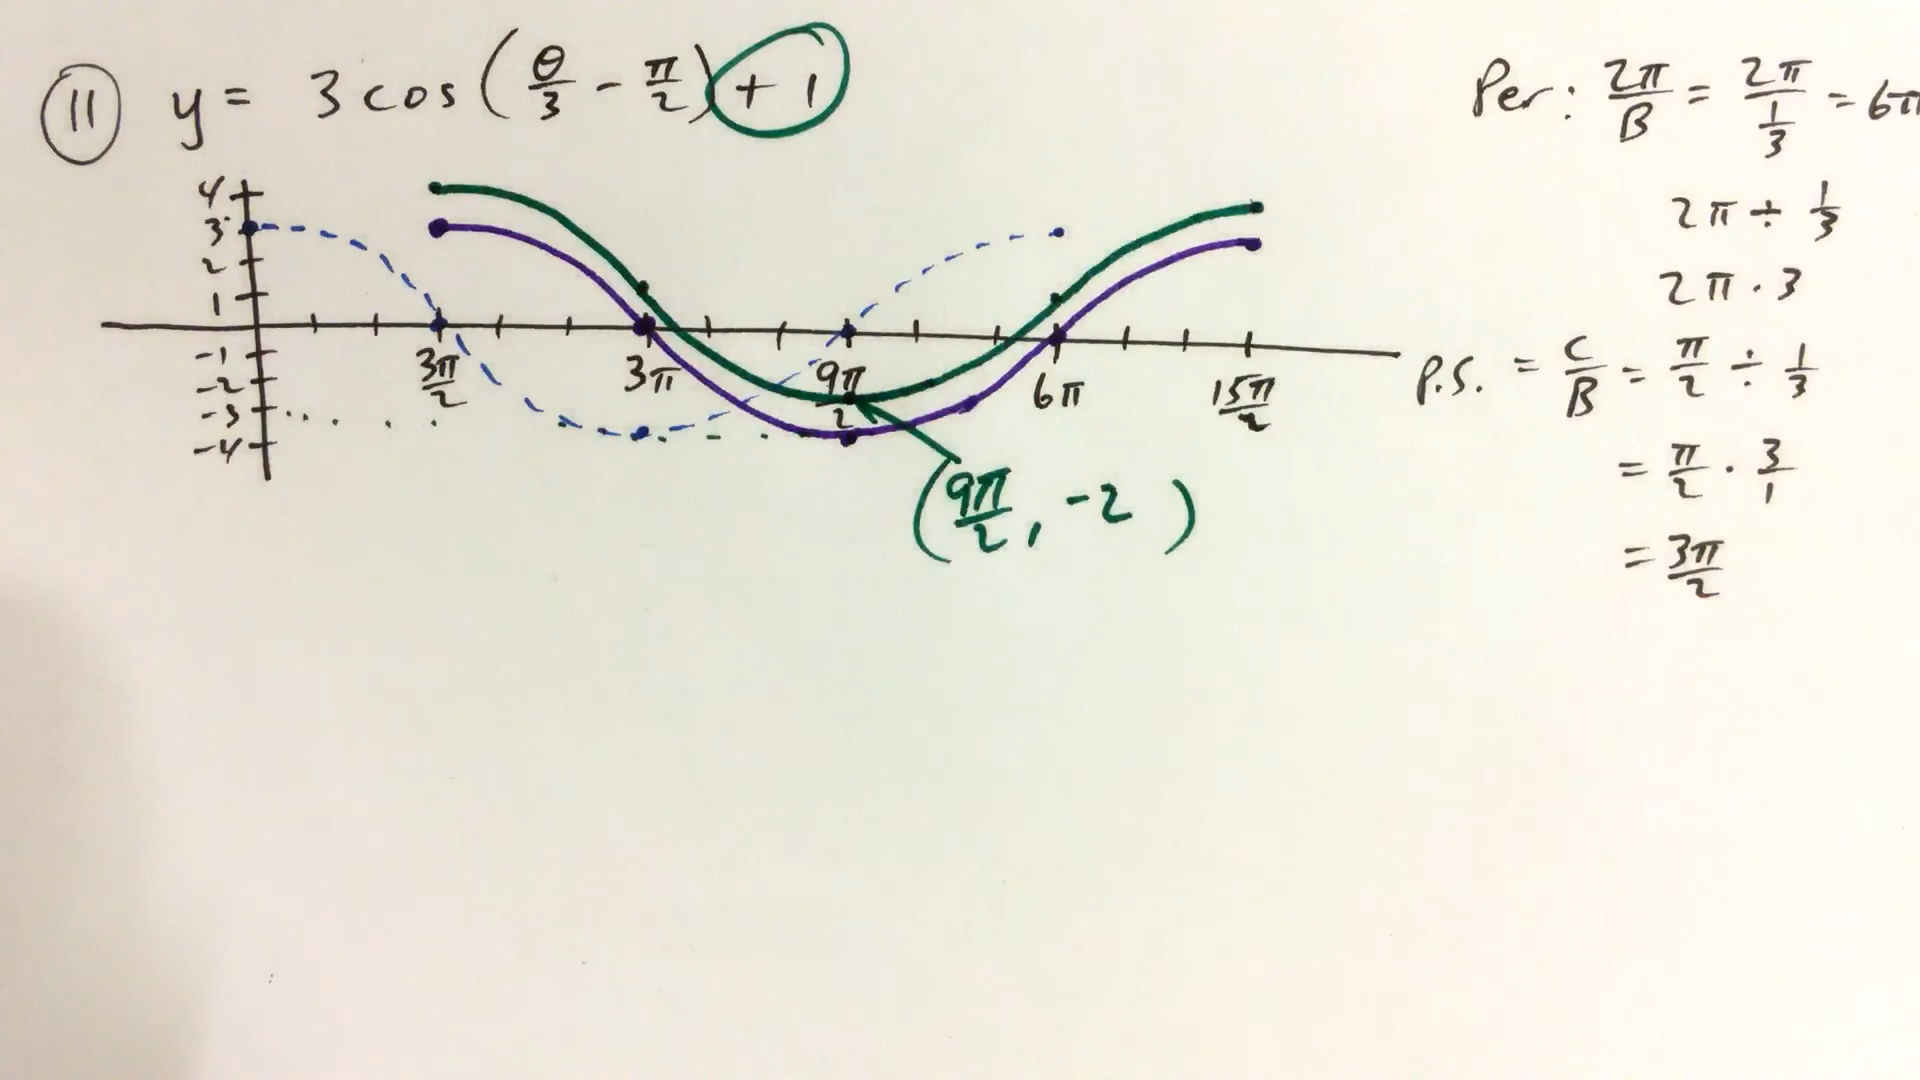 11 y = 3 cos ( θ/3 - π/2 ) + 1
Per: 2π/B = 2π/(1/3) = 6π
2π ÷ 1/3
2π · 3
P.S. = C/B = π/2 ÷ 1/3
= π/2 · 3/1
= 3π/2
4
3
2
1
-1
-2
-3
-4
3π/2 3π 9π/2 6π 15π/2
( 9π/2 , -2 )